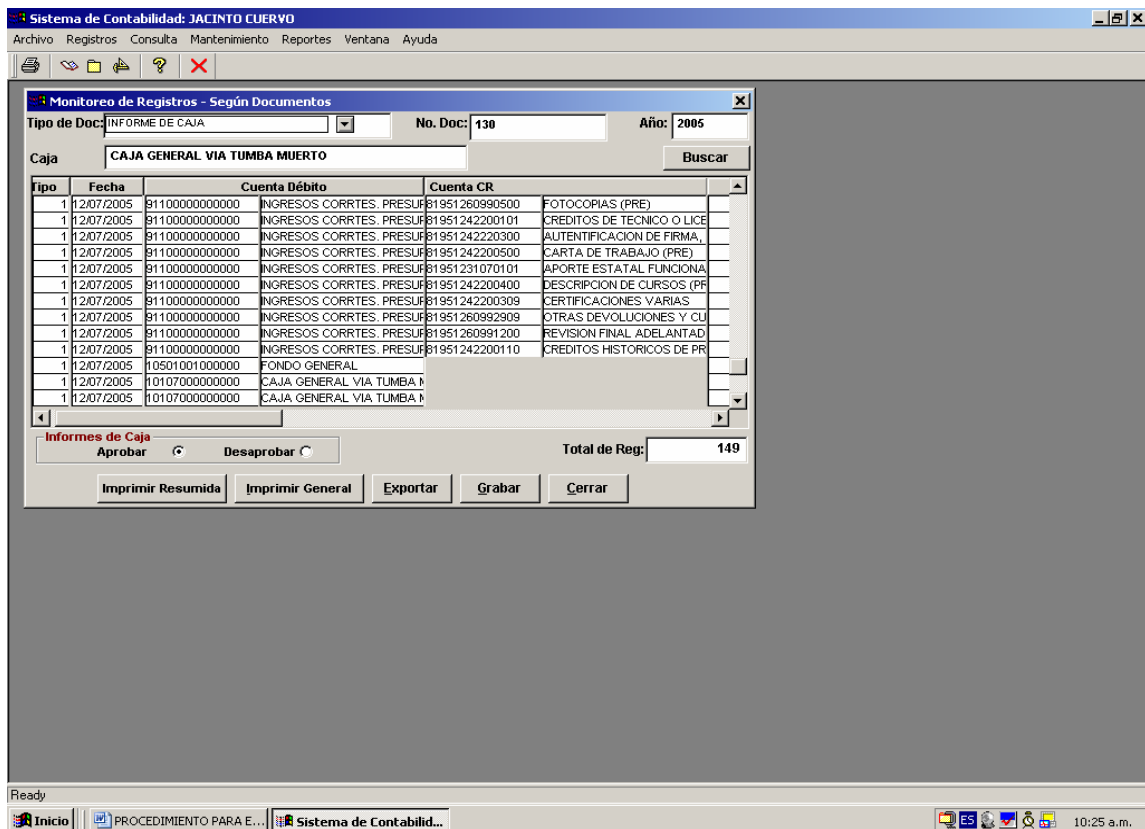 Sistema de Contabilidad: JACINTO CUERVO
Archivo Registros Consulta Mantenimiento Reportes Ventana Ayuda
Monitoreo de Registros - Según Documentos
Tipo de Doc: INFORME DE CAJA No. Doc: 130 Año: 2005
Caja CAJA GENERAL VIA TUMBA MUERTO Buscar
Tipo Fecha Cuenta Débito Cuenta CR
1 12/07/2005 91100000000000 INGRESOS CORRTES. PRESUP 81951260990500 FOTOCOPIAS (PRE)
1 12/07/2005 91100000000000 INGRESOS CORRTES. PRESUP 81951242200101 CREDITOS DE TECNICO O LICE
1 12/07/2005 91100000000000 INGRESOS CORRTES. PRESUP 81951242220300 AUTENTIFICACION DE FIRMA,
1 12/07/2005 91100000000000 INGRESOS CORRTES. PRESUP 81951242200500 CARTA DE TRABAJO (PRE)
1 12/07/2005 91100000000000 INGRESOS CORRTES. PRESUP 81951231070101 APORTE ESTATAL FUNCIONA
1 12/07/2005 91100000000000 INGRESOS CORRTES. PRESUP 81951242200400 DESCRIPCION DE CURSOS (PR
1 12/07/2005 91100000000000 INGRESOS CORRTES. PRESUP 81951242200309 CERTIFICACIONES VARIAS
1 12/07/2005 91100000000000 INGRESOS CORRTES. PRESUP 81951260992909 OTRAS DEVOLUCIONES Y CU
1 12/07/2005 91100000000000 INGRESOS CORRTES. PRESUP 81951260991200 REVISION FINAL ADELANTAD
1 12/07/2005 91100000000000 INGRESOS CORRTES. PRESUP 81951242200110 CREDITOS HISTORICOS DE PR
1 12/07/2005 10501001000000 FONDO GENERAL
1 12/07/2005 10107000000000 CAJA GENERAL VIA TUMBA M
1 12/07/2005 10107000000000 CAJA GENERAL VIA TUMBA M
Informes de Caja
Aprobar Desaprobar Total de Reg: 149
Imprimir Resumida Imprimir General Exportar Grabar Cerrar
Ready
Inicio PROCEDIMIENTO PARA E... Sistema de Contabilid... ES 10:25 a.m.